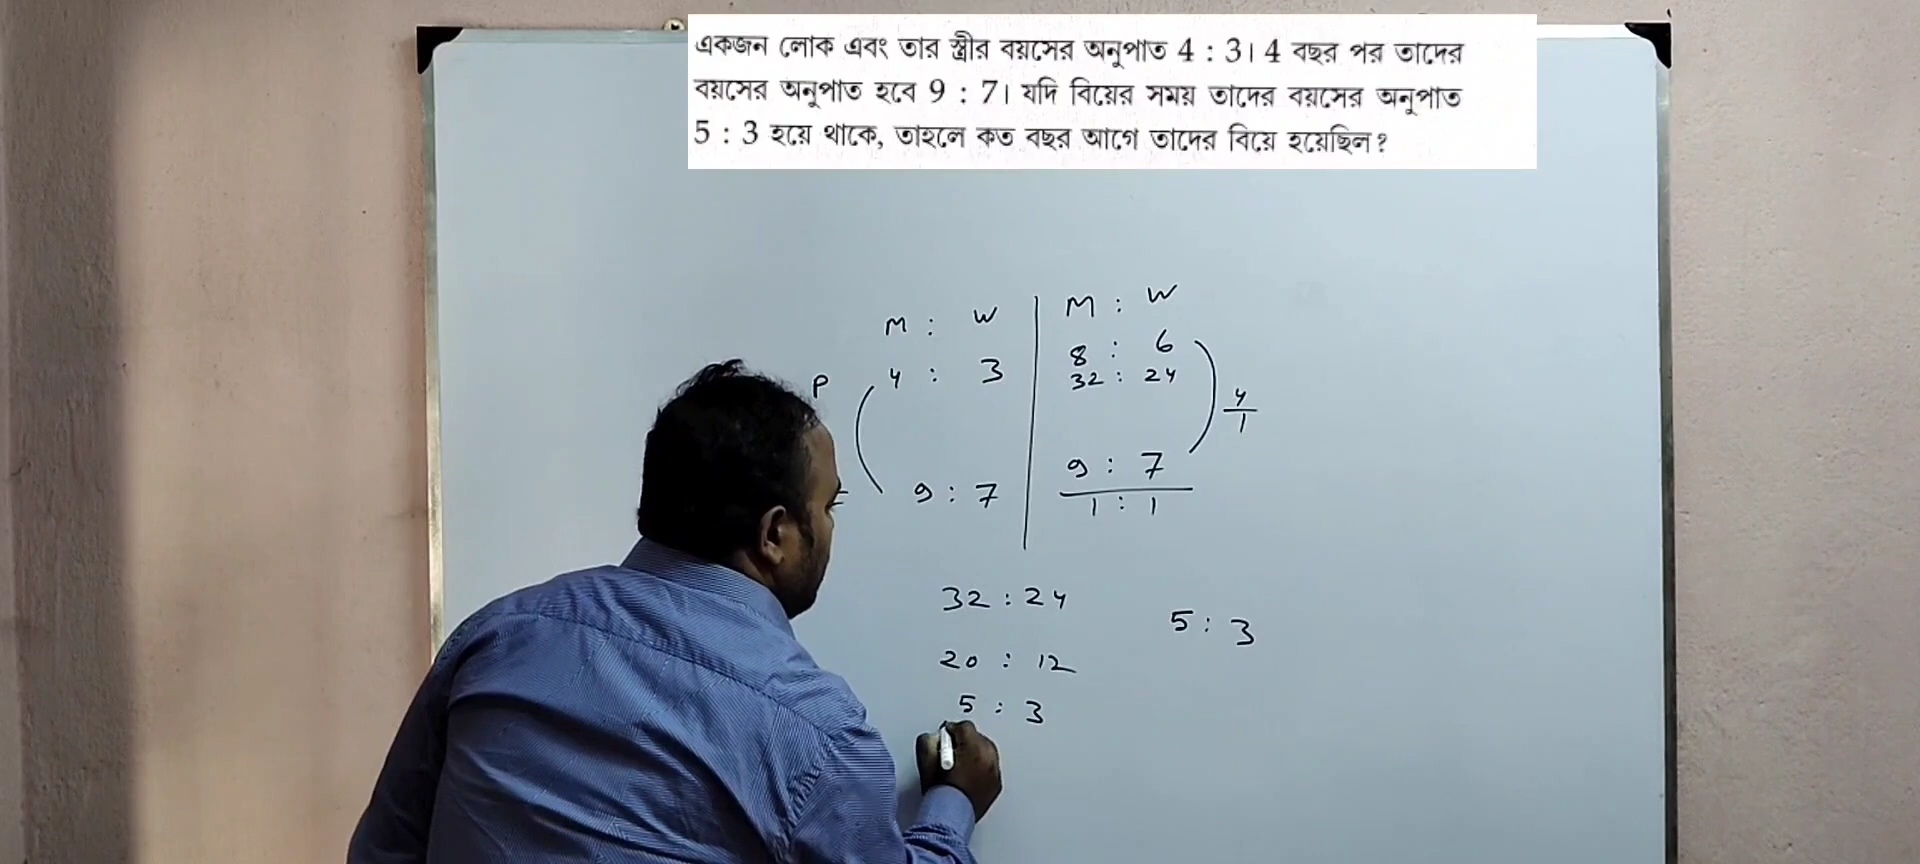 একজন লোক এবং তার স্ত্রীর বয়সের অনুপাত 4 : 3। 4 বছর পর তাদের
বয়সের অনুপাত হবে 9 : 7। যদি বিয়ের সময় তাদের বয়সের অনুপাত
5 : 3 হয়ে থাকে, তাহলে কত বছর আগে তাদের বিয়ে হয়েছিল?
M : W
P 4 : 3
9 : 7
M : W
8 : 6
32 : 24
4/1
9 : 7
1 : 1
32 : 24
20 : 12
5 : 3
5 : 3